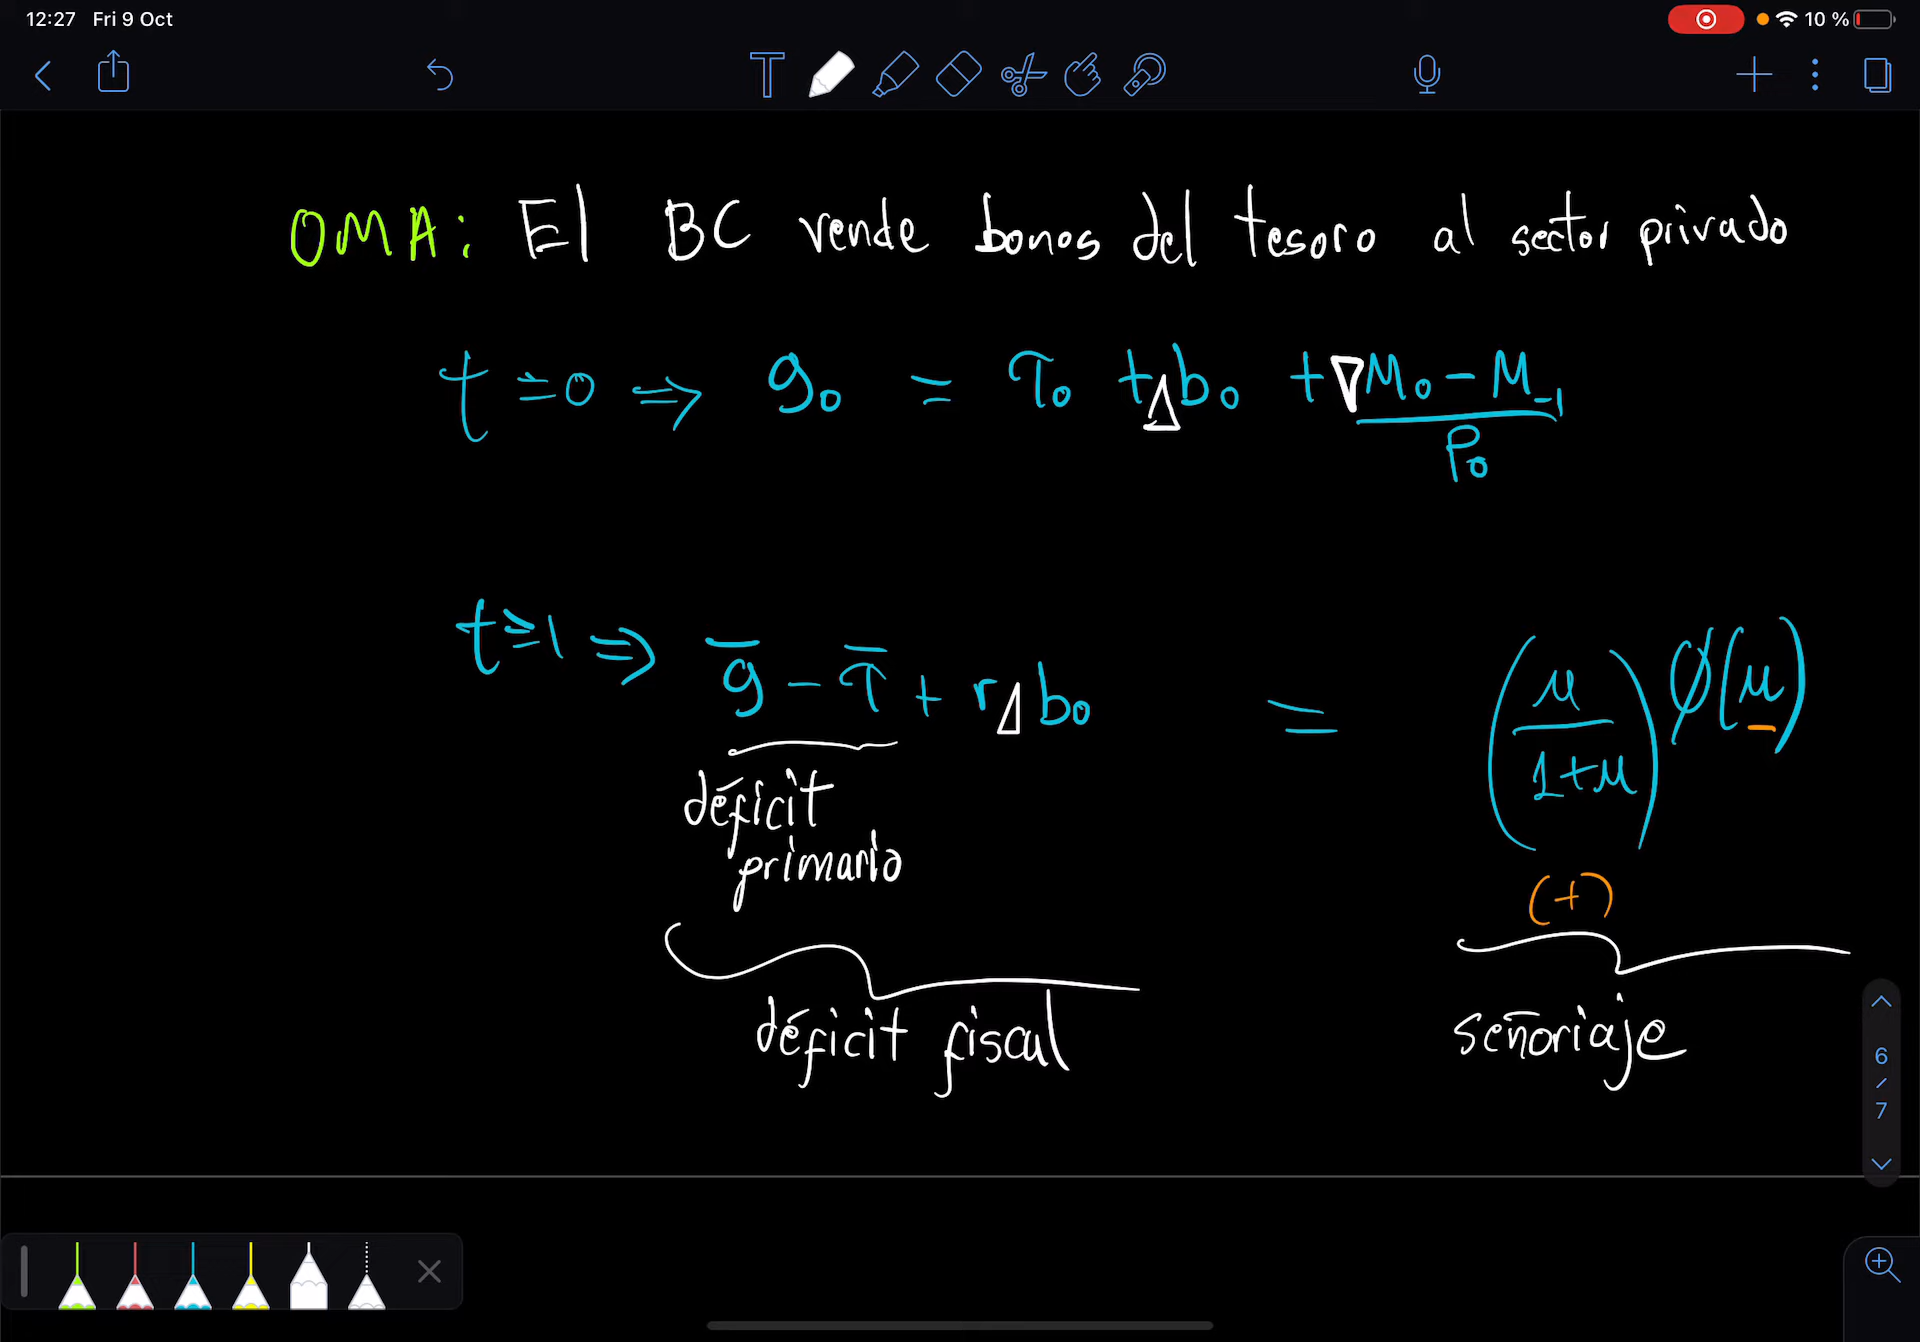 12:27 Fri 9 Oct 10 %
T
OMA: El BC vende bonos del tesoro al sector privado
t=0 ⇒ g₀ = τ₀ + Δb₀ + ∇M₀ − M₋₁
P₀
t≥1 ⇒ g̅ − τ̅ + rΔb₀ = (μ/1+μ) ϕ(μ)
déficit
primario
(+)
déficit fiscal señoriaje
6
/
7